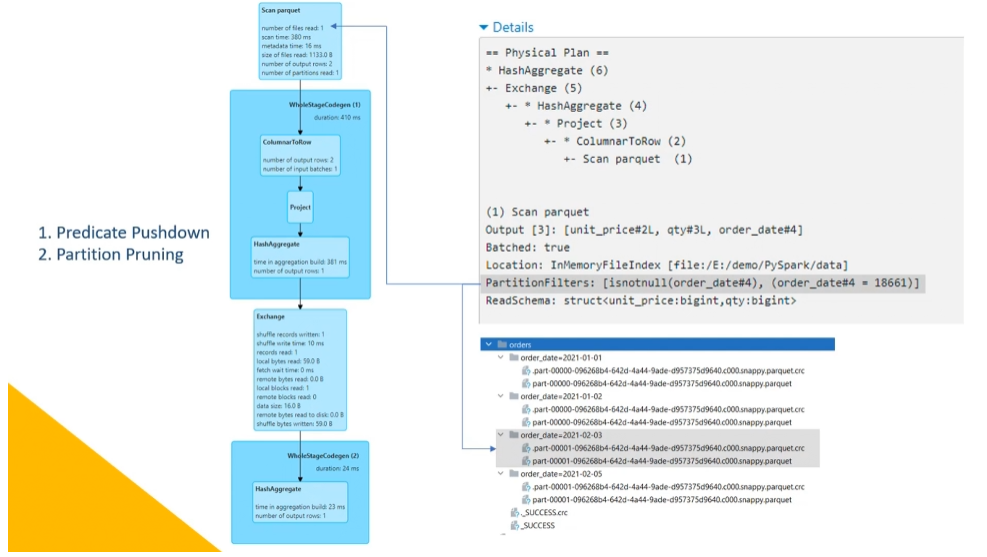 1. Predicate Pushdown
2. Partition Pruning
Scan parquet
number of files read: 1
scan time: 380 ms
metadata time: 16 ms
size of files read: 1133.0 B
number of output rows: 2
number of partitions read: 1
WholeStageCodegen (1)
duration: 410 ms
ColumnarToRow
number of output rows: 2
number of input batches: 1
Project
HashAggregate
time in aggregation build: 381 ms
number of output rows: 1
Exchange
shuffle records written: 1
shuffle write time: 10 ms
records read: 1
local bytes read: 59.0 B
fetch wait time: 0 ms
remote bytes read: 0.0 B
local blocks read: 1
remote blocks read: 0
data size: 16.0 B
remote bytes read to disk: 0.0 B
shuffle bytes written: 59.0 B
WholeStageCodegen (2)
duration: 24 ms
HashAggregate
time in aggregation build: 23 ms
number of output rows: 1
Details
== Physical Plan ==
* HashAggregate (6)
+- Exchange (5)
+- * HashAggregate (4)
+- * Project (3)
+- * ColumnarToRow (2)
+- Scan parquet (1)
(1) Scan parquet
Output [3]: [unit_price#2L, qty#3L, order_date#4]
Batched: true
Location: InMemoryFileIndex [file:/E:/demo/PySpark/data]
PartitionFilters: [isnotnull(order_date#4), (order_date#4 = 18661)]
ReadSchema: struct<unit_price:bigint,qty:bigint>
orders
order_date=2021-01-01
.part-00000-096268b4-642d-4a44-9ade-d957375d9640.c000.snappy.parquet.crc
part-00000-096268b4-642d-4a44-9ade-d957375d9640.c000.snappy.parquet
order_date=2021-01-02
.part-00000-096268b4-642d-4a44-9ade-d957375d9640.c000.snappy.parquet.crc
part-00000-096268b4-642d-4a44-9ade-d957375d9640.c000.snappy.parquet
order_date=2021-02-03
.part-00001-096268b4-642d-4a44-9ade-d957375d9640.c000.snappy.parquet.crc
part-00001-096268b4-642d-4a44-9ade-d957375d9640.c000.snappy.parquet
order_date=2021-02-05
.part-00001-096268b4-642d-4a44-9ade-d957375d9640.c000.snappy.parquet.crc
part-00001-096268b4-642d-4a44-9ade-d957375d9640.c000.snappy.parquet
._SUCCESS.crc
_SUCCESS